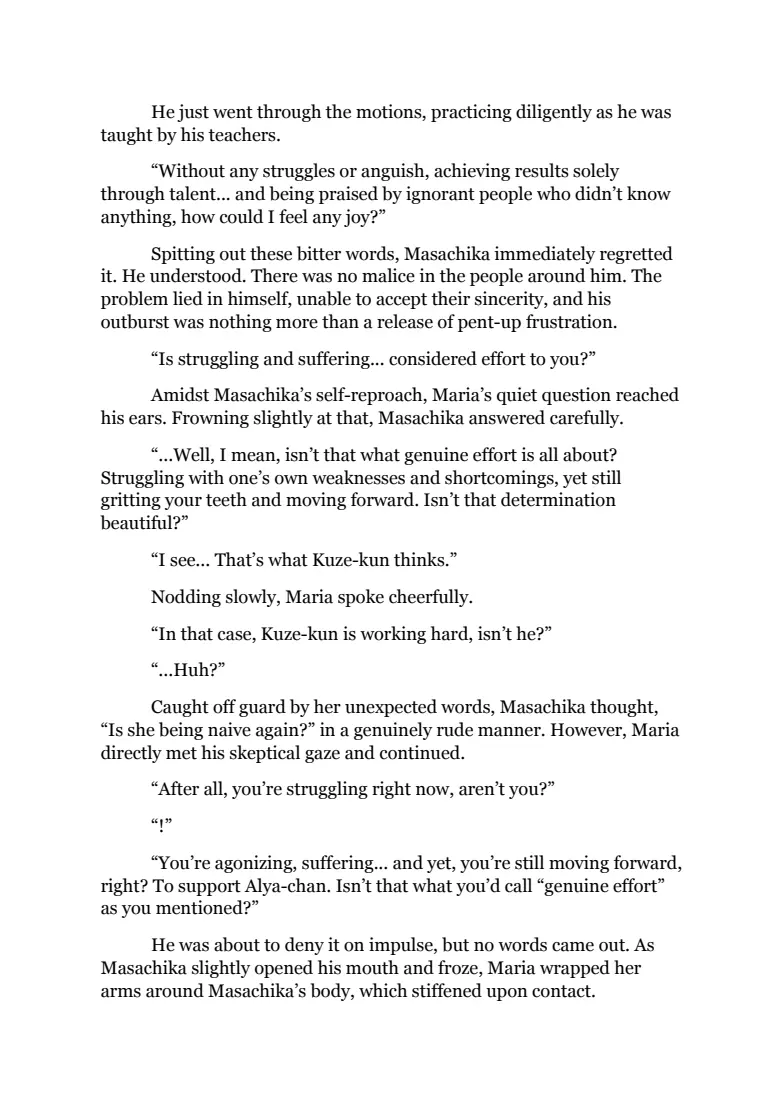 He just went through the motions, practicing diligently as he was
taught by his teachers.
“Without any struggles or anguish, achieving results solely
through talent... and being praised by ignorant people who didn’t know
anything, how could I feel any joy?”
Spitting out these bitter words, Masachika immediately regretted
it. He understood. There was no malice in the people around him. The
problem lied in himself, unable to accept their sincerity, and his
outburst was nothing more than a release of pent-up frustration.
“Is struggling and suffering... considered effort to you?”
Amidst Masachika’s self-reproach, Maria’s quiet question reached
his ears. Frowning slightly at that, Masachika answered carefully.
“...Well, I mean, isn’t that what genuine effort is all about?
Struggling with one’s own weaknesses and shortcomings, yet still
gritting your teeth and moving forward. Isn’t that determination
beautiful?”
“I see... That’s what Kuze-kun thinks.”
Nodding slowly, Maria spoke cheerfully.
“In that case, Kuze-kun is working hard, isn’t he?”
“...Huh?”
Caught off guard by her unexpected words, Masachika thought,
“Is she being naive again?” in a genuinely rude manner. However, Maria
directly met his skeptical gaze and continued.
“After all, you’re struggling right now, aren’t you?”
“!”
“You’re agonizing, suffering... and yet, you’re still moving forward,
right? To support Alya-chan. Isn’t that what you’d call “genuine effort”
as you mentioned?”
He was about to deny it on impulse, but no words came out. As
Masachika slightly opened his mouth and froze, Maria wrapped her
arms around Masachika’s body, which stiffened upon contact.